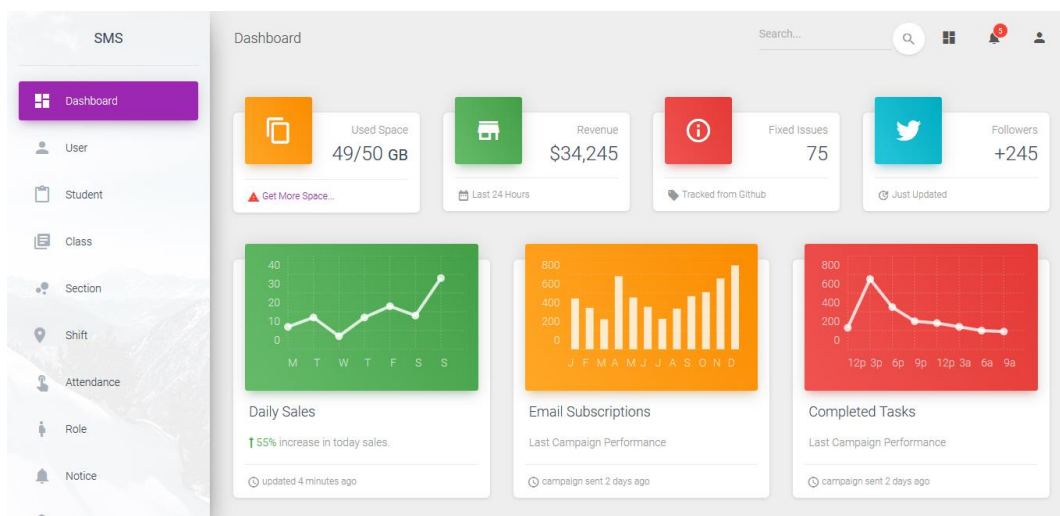 SMS
Dashboard
User
Student
Class
Section
Shift
Attendance
Role
Notice
Dashboard
Search...
5
Used Space
49/50 GB
Get More Space...
Revenue
$34,245
Last 24 Hours
Fixed Issues
75
Tracked from Github
Followers
+245
Just Updated
40
30
20
10
0
M T W T F S S
Daily Sales
55% increase in today sales.
updated 4 minutes ago
800
600
400
200
0
J F M A M J J A S O N D
Email Subscriptions
Last Campaign Performance
campaign sent 2 days ago
800
600
400
200
0
12p 3p 6p 9p 12p 3a 6a 9a
Completed Tasks
Last Campaign Performance
campaign sent 2 days ago